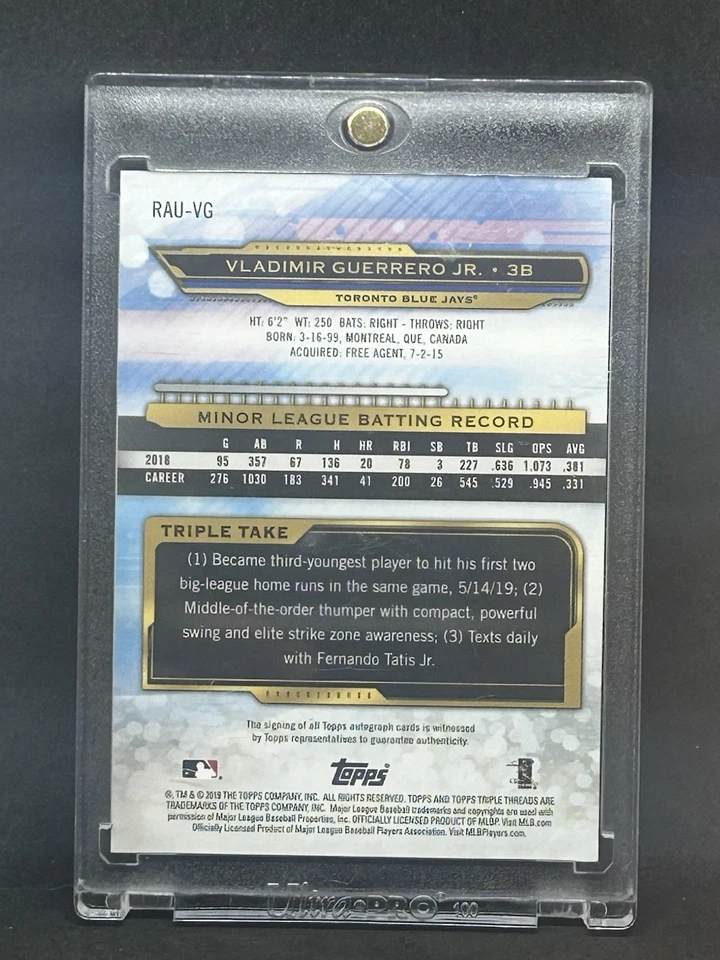 RAU-VG
VLADIMIR GUERRERO JR. • 3B
TORONTO BLUE JAYS®
HT: 6'2" WT: 250 BATS: RIGHT - THROWS: RIGHT
BORN: 3-16-99, MONTREAL, QUE, CANADA
ACQUIRED: FREE AGENT, 7-2-15
MINOR LEAGUE BATTING RECORD
G AB R H HR RBI SB TB SLG OPS AVG
2018 95 357 67 136 20 78 3 227 .636 1.073 .381
CAREER 276 1030 183 341 41 200 26 545 .529 .945 .331
TRIPLE TAKE
(1) Became third-youngest player to hit his first two
big-league home runs in the same game, 5/14/19; (2)
Middle-of-the-order thumper with compact, powerful
swing and elite strike zone awareness; (3) Texts daily
with Fernando Tatis Jr.
The signing of all Topps autograph cards is witnessed
by Topps representatives to guarantee authenticity.
Topps
®, TM & © 2019 THE TOPPS COMPANY, INC. ALL RIGHTS RESERVED. TOPPS AND TOPPS TRIPLE THREADS ARE
TRADEMARKS OF THE TOPPS COMPANY, INC. Major League Baseball trademarks and copyrights are used with
permission of Major League Baseball Properties, Inc. OFFICIALLY LICENSED PRODUCT OF MLBP. Visit MLB.com
Officially Licensed Product of Major League Baseball Players Association. Visit MLBPlayers.com.
Ultra•PRO® 100